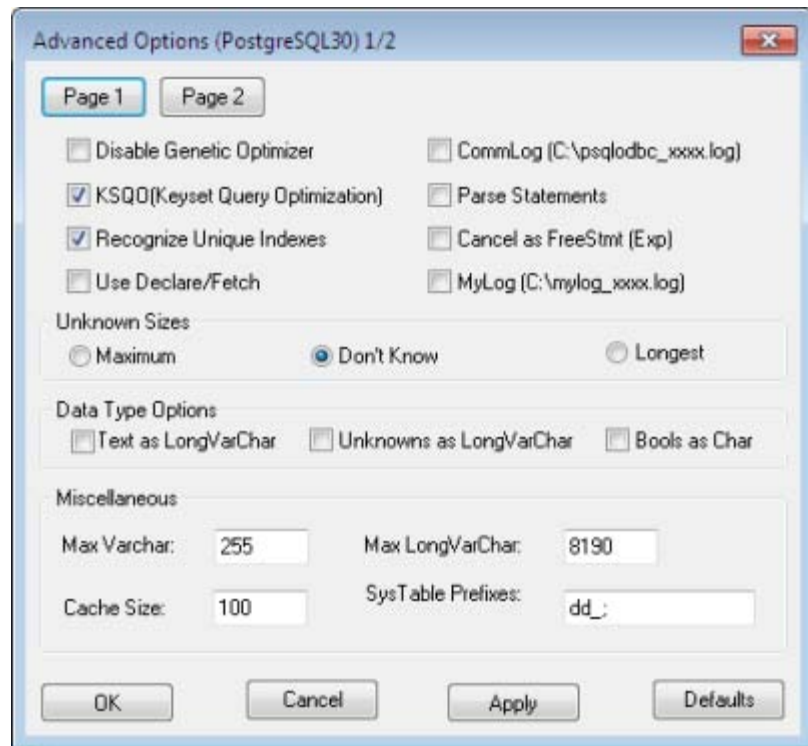 Advanced Options (PostgreSQL30) 1/2
Page 1 Page 2
Disable Genetic Optimizer CommLog (C:\psqlodbc_xxxx.log)
KSQO(Keyset Query Optimization) Parse Statements
Recognize Unique Indexes Cancel as FreeStmt (Exp)
Use Declare/Fetch MyLog (C:\mylog_xxxx.log)
Unknown Sizes
Maximum Don't Know Longest
Data Type Options
Text as LongVarChar Unknowns as LongVarChar Bools as Char
Miscellaneous
Max Varchar: 255 Max LongVarChar: 8190
Cache Size: 100 SysTable Prefixes: dd_;
OK Cancel Apply Defaults